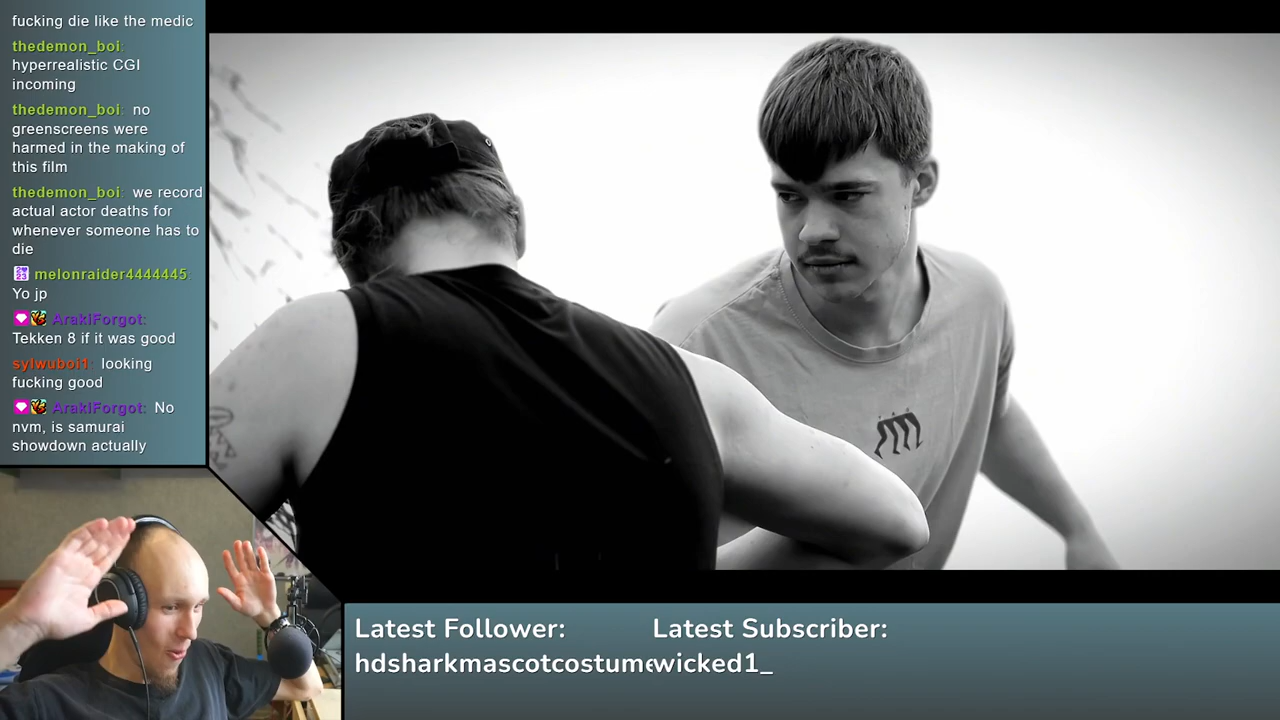 fucking die like the medic
thedemon_boi:
hyperrealistic CGI
incoming
thedemon_boi: no
greenscreens were
harmed in the making of
this film
thedemon_boi: we record
actual actor deaths for
whenever someone has to
die
melonraider4444445:
Yo jp
ArakIForgot:
Tekken 8 if it was good
sylwuboi1: looking
fucking good
ArakIForgot: No
nvm, is samurai
showdown actually
Latest Follower:
hdsharkmascotcostume
Latest Subscriber:
wicked1_